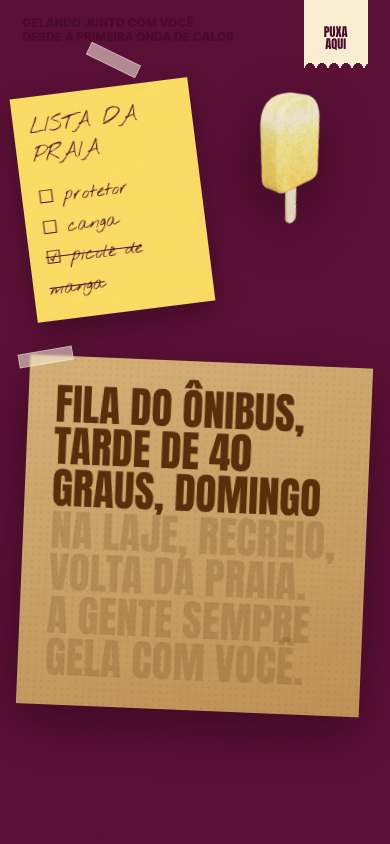 GELANDO JUNTO COM VOCÊ
DESDE A PRIMEIRA ONDA DE CALOR
PUXA
AQUI
LISTA DA
PRAIA
protetor
canga
picolé de
manga
FILA DO ÔNIBUS,
TARDE DE 40
GRAUS, DOMINGO
NA LAJE, RECREIO,
VOLTA DA PRAIA.
A GENTE SEMPRE
GELA COM VOCÊ.